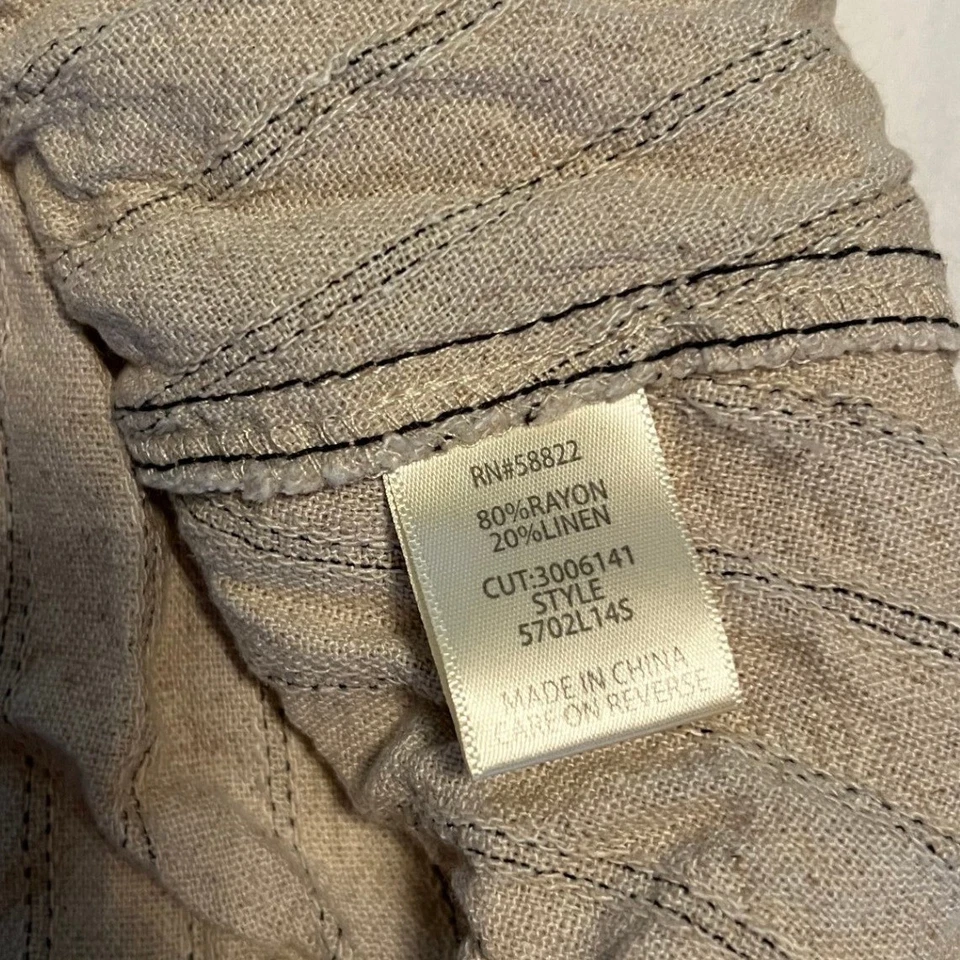 RN#58822
80%RAYON
20%LINEN
CUT:3006141
STYLE
5702L14S
MADE IN CHINA
CARE ON REVERSE